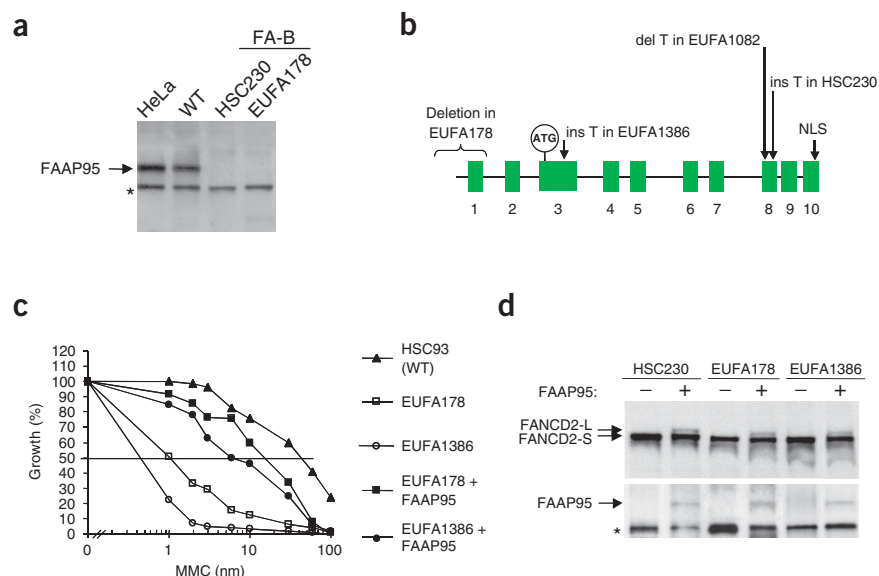 a
FA-B
HeLa
WT
HSC230
EUFA178
FAAP95
*
b
del T in EUFA1082
ins T in HSC230
Deletion in
EUFA178
ATG
ins T in EUFA1386
NLS
1 2 3 4 5 6 7 8 9 10
c
120
110
100
90
80
70
60
50
40
30
20
10
0
Growth (%)
0 1 10 100
MMC (nm)
HSC93
(WT)
EUFA178
EUFA1386
EUFA178 +
FAAP95
EUFA1386 +
FAAP95
d
HSC230 EUFA178 EUFA1386
FAAP95: – + – + – +
FANCD2-L
FANCD2-S
FAAP95
*